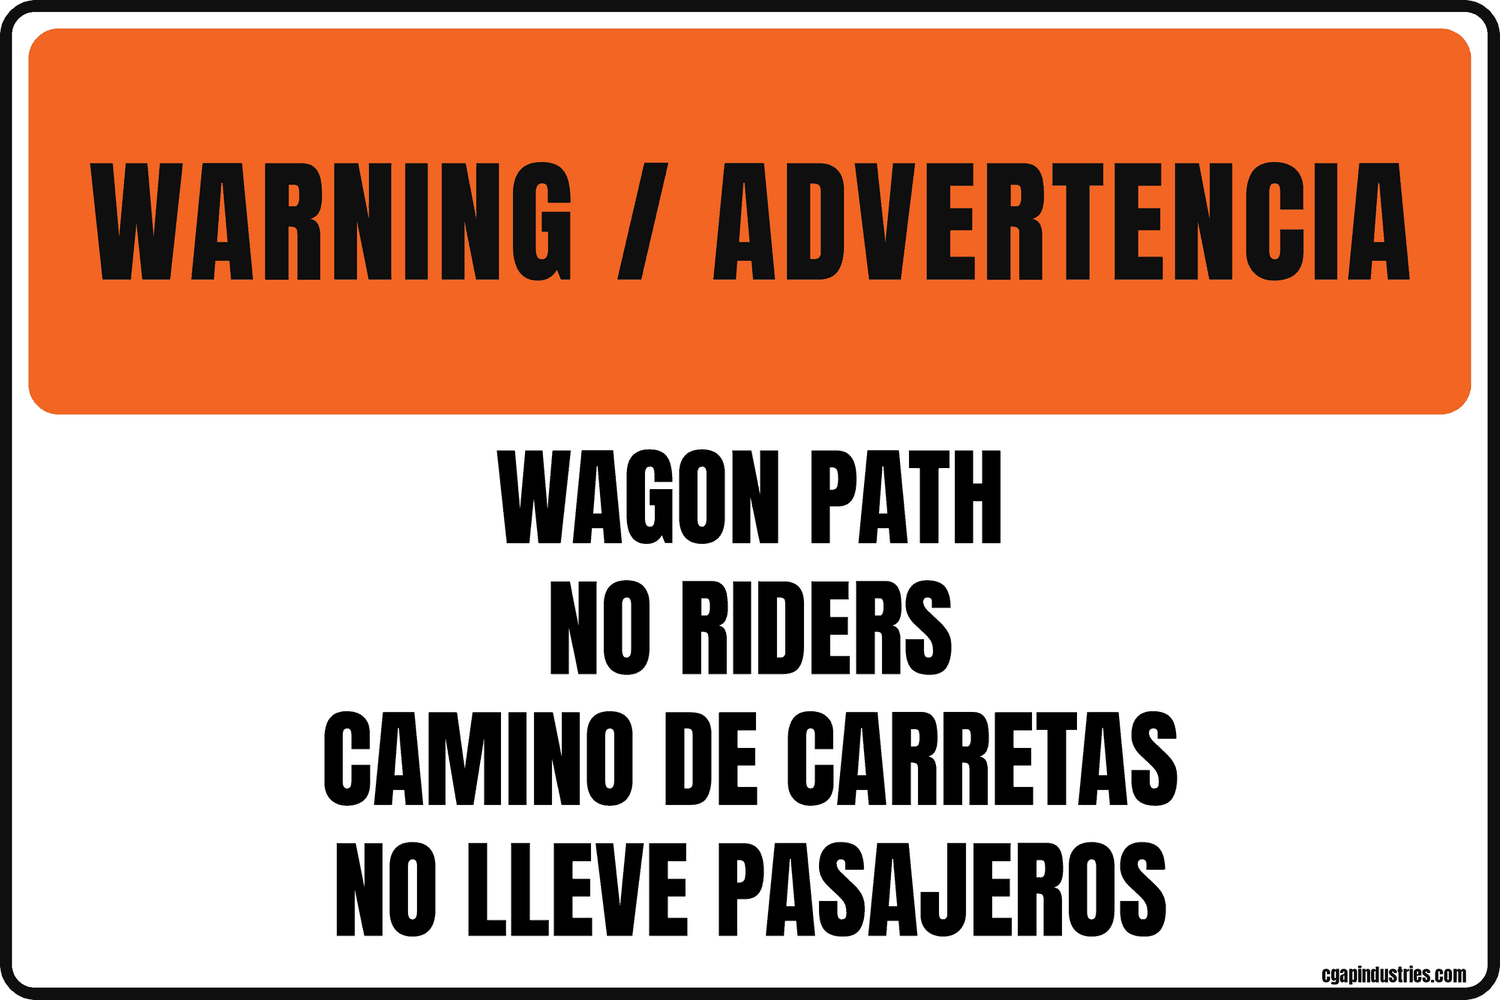 WARNING / ADVERTENCIA
WAGON PATH
NO RIDERS
CAMINO DE CARRETAS
NO LLEVE PASAJEROS
cgapindustries.com